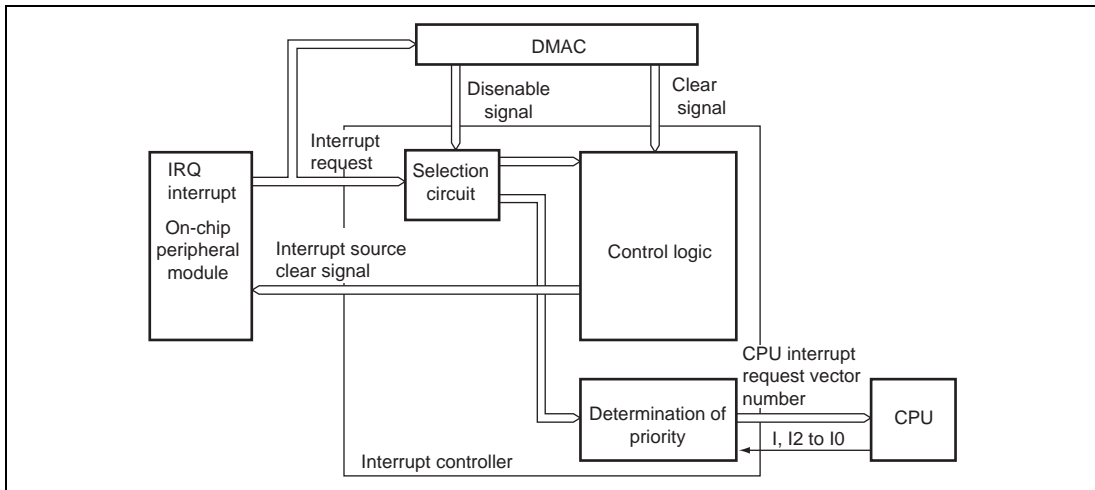 DMAC
Disenable
signal
Clear
signal
Interrupt
request
IRQ
interrupt
On-chip
peripheral
module
Selection
circuit
Interrupt source
clear signal
Control logic
CPU interrupt
request vector
number
Determination of
priority
CPU
I, I2 to I0
Interrupt controller